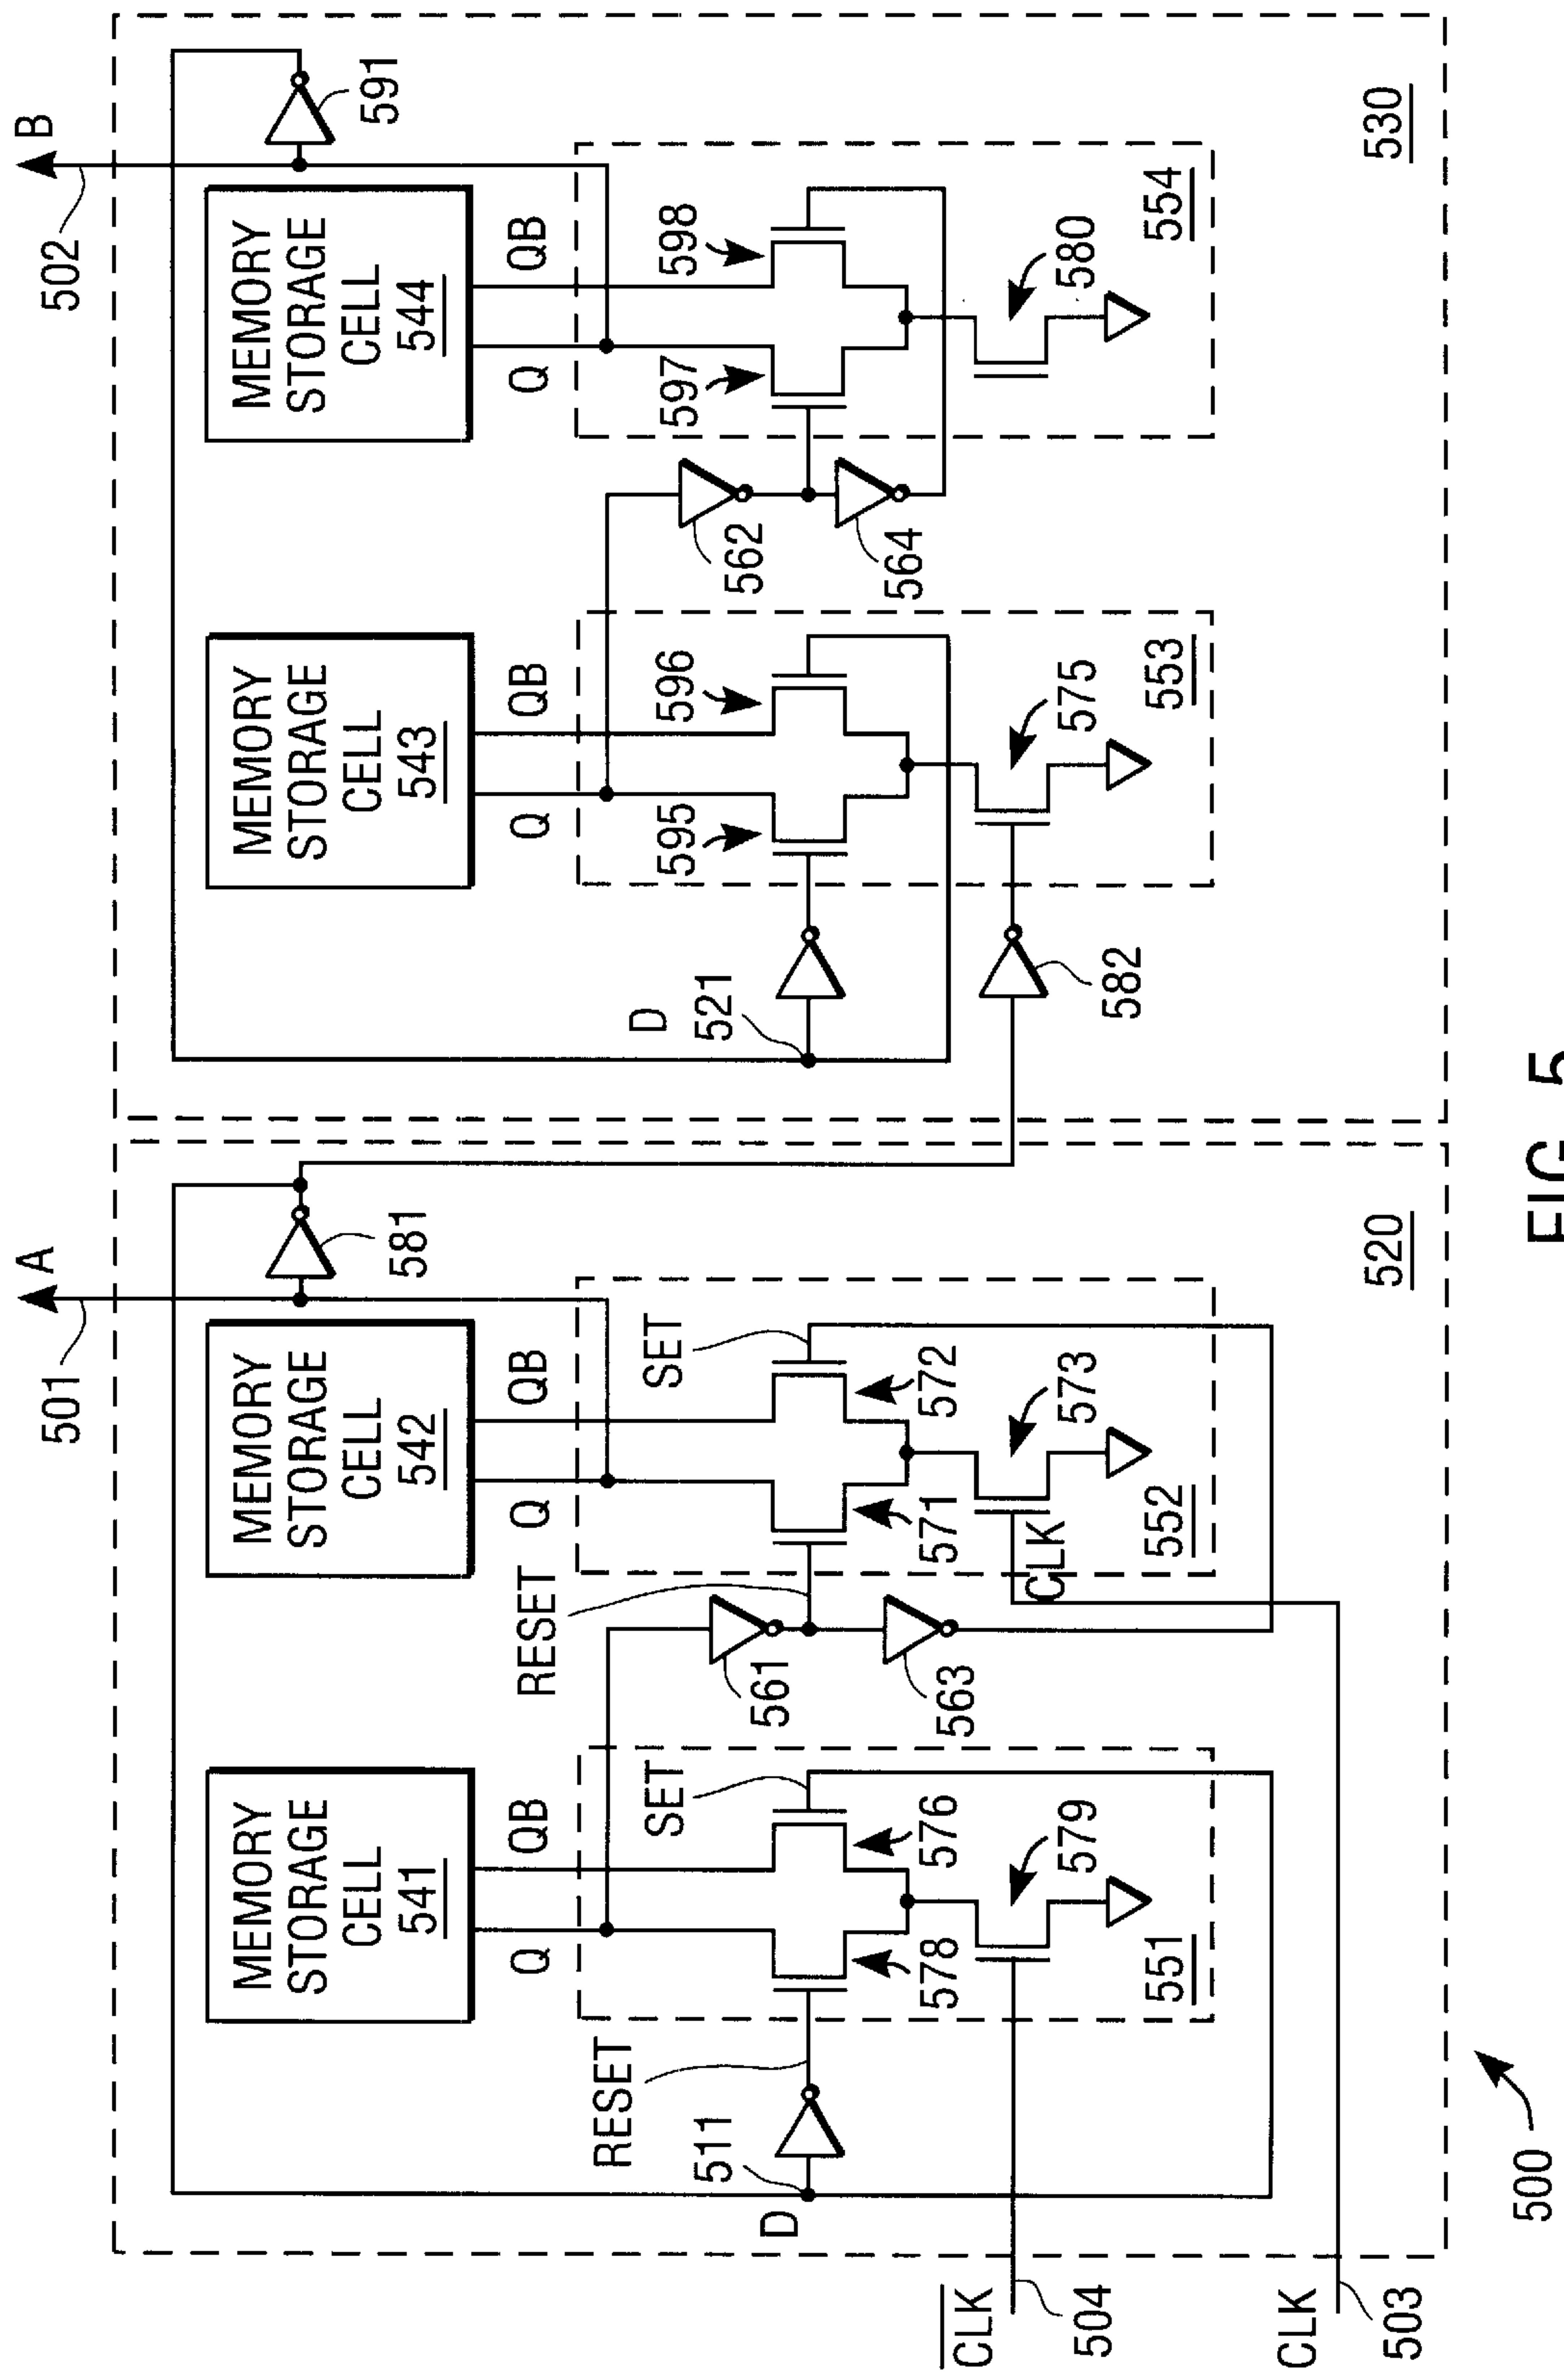 501
A
502
B
MEMORY
STORAGE
CELL
541
MEMORY
STORAGE
CELL
542
581
MEMORY
STORAGE
CELL
543
MEMORY
STORAGE
CELL
544
591
Q
QB
Q
QB
Q
QB
Q
QB
RESET
SET
RESET
SET
D
511
578
576
561
571
572
D
521
595
596
562
597
598
563
564
CLK
504
579
551
CLK
573
552
582
575
553
580
554
CLK
503
520
530
500
FIG. 5